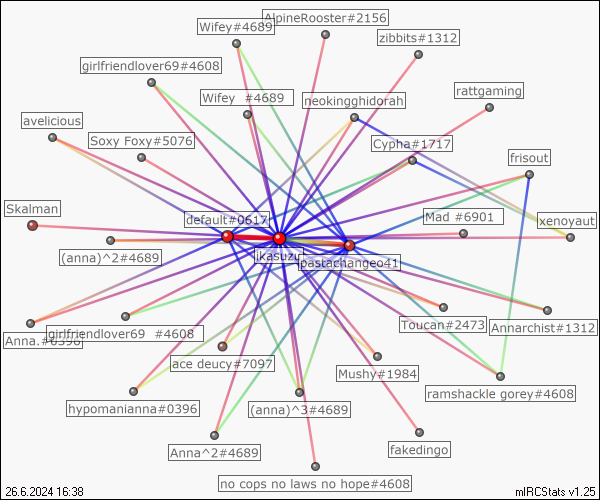 AlpineRooster#2156
Wifey#4689
zibbits#1312
girlfriendlover69#4608
rattgaming
Wifey #4689
neokingghidorah
avelicious
Soxy Foxy#5076
Cypha#1717
frisout
Skalman
default#0617
Mad #6901
xenoyaut
(anna)^2#4689
ikasuzu
pastazhangeo41
Anna.#0396
girlfriendlover69 #4608
Toucan#2473
Annarchist#1312
ace deucy#7097
Mushy#1984
ramshackle gorey#4608
hypomanianna#0396
(anna)^3#4689
Anna^2#4689
fakedingo
no cops no laws no hope#4608
26.6.2024 16:38
mIRCStats v1.25